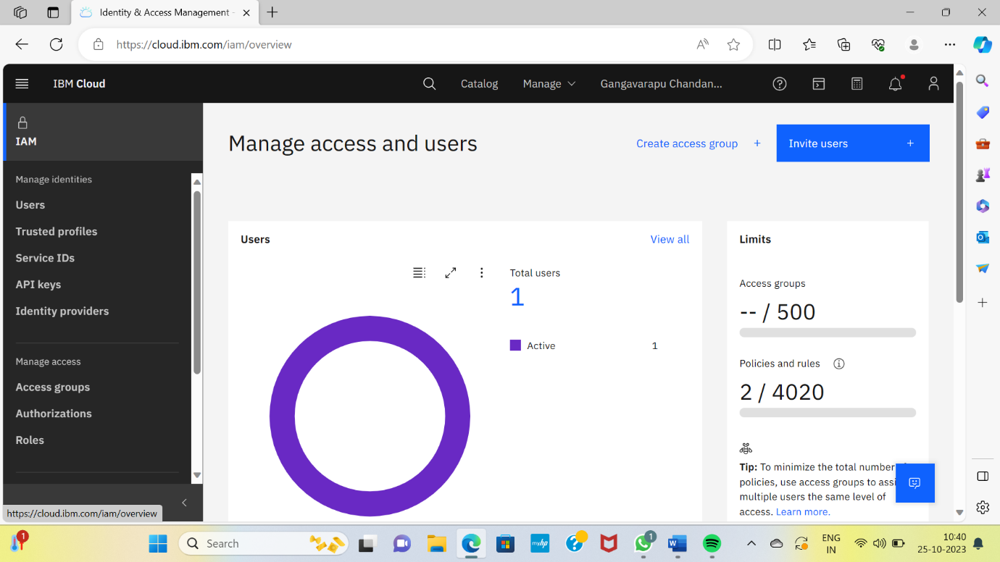 Identity & Access Management -
https://cloud.ibm.com/iam/overview
IBM Cloud
Catalog
Manage
Gangavarapu Chandan...
IAM
Manage access and users
Create access group +
Invite users +
Manage identities
Users
Trusted profiles
Service IDs
API keys
Identity providers
Manage access
Access groups
Authorizations
Roles
Users
View all
Total users
1
Active 1
Limits
Access groups
-- / 500
Policies and rules
2 / 4020
Tip: To minimize the total number
policies, use access groups to assi
multiple users the same level of
access. Learn more.
https://cloud.ibm.com/iam/overview
1
Search
myhp
1
ENG
IN
10:40
25-10-2023